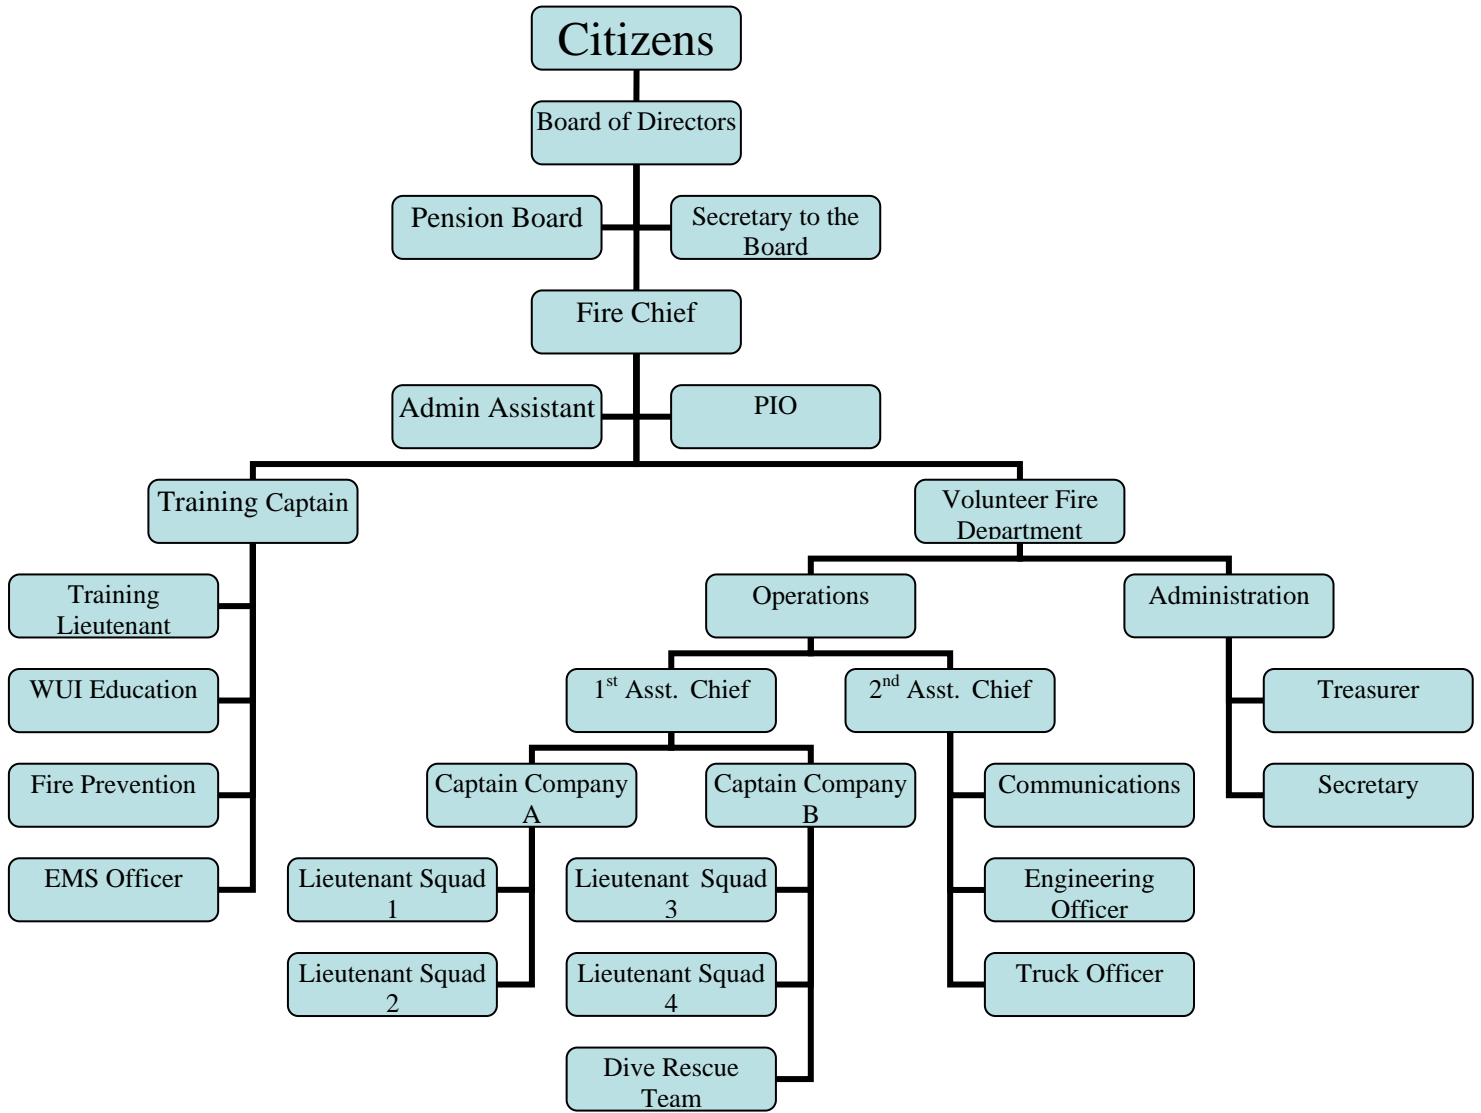 Citizens
Board of Directors
Pension Board
Secretary to the
Board
Fire Chief
Admin Assistant
PIO
Training Captain
Volunteer Fire
Department
Training
Lieutenant
Operations
Administration
WUI Education
1st Asst. Chief
2nd Asst. Chief
Treasurer
Fire Prevention
Captain Company
A
Captain Company
B
Communications
Secretary
EMS Officer
Lieutenant Squad
1
Lieutenant Squad
3
Engineering
Officer
Lieutenant Squad
2
Lieutenant Squad
4
Truck Officer
Dive Rescue
Team